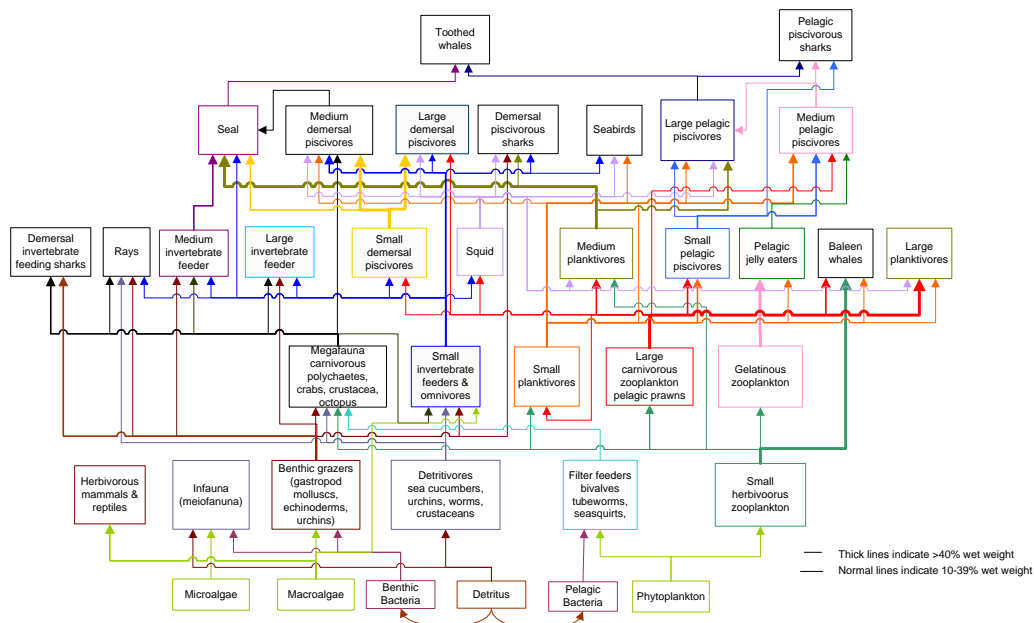 Toothed
whales
Pelagic
piscivorous
sharks
Seal
Medium
demersal
piscivores
Large
demersal
piscivores
Demersal
piscivorous
sharks
Seabirds
Large pelagic
piscivores
Medium
pelagic
piscivores
Demersal
invertebrate
feeding sharks
Rays
Medium
invertebrate
feeder
Large
invertebrate
feeder
Small
demersal
piscivores
Squid
Medium
planktivores
Small
pelagic
piscivores
Pelagic
jelly eaters
Baleen
whales
Large
planktivores
Megafauna
carnivorous
polychaetes,
crabs, crustacea,
octopus
Small
invertebrate
feeders &
omnivores
Small
planktivores
Large
carnivorous
zooplankton
pelagic prawns
Gelatinous
zooplankton
Herbivorous
mammals &
reptiles
Infauna
(meiofanuna)
Benthic grazers
(gastropod
molluscs,
echinoderms,
urchins)
Detritivores
sea cucumbers,
urchins, worms,
crustaceans
Filter feeders
bivalves
tubeworms,
seasquirts,
Small
herbivoorus
zooplankton
Thick lines indicate >40% wet weight
Normal lines indicate 10-39% wet weight
Microalgae
Macroalgae
Benthic
Bacteria
Detritus
Pelagic
Bacteria
Phytoplankton